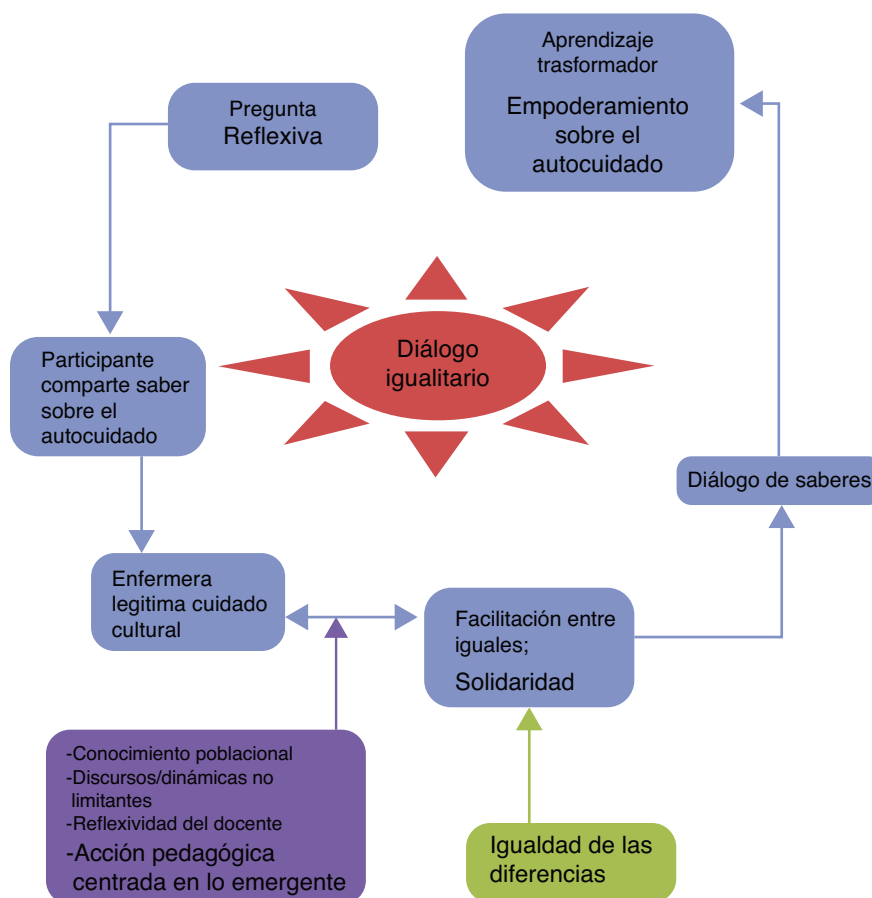 Pregunta
Reflexiva
Aprendizaje
trasformador
Empoderamiento
sobre el
autocuidado
Diálogo
igualitario
Participante
comparte saber
sobre el
autocuidado
Diálogo de saberes
Enfermera
legitima cuidado
cultural
Facilitación entre
iguales;
Solidaridad
-Conocimiento poblacional
-Discursos/dinámicas no
limitantes
-Reflexividad del docente
-Acción pedagógica
centrada en lo emergente
Igualdad de las
diferencias